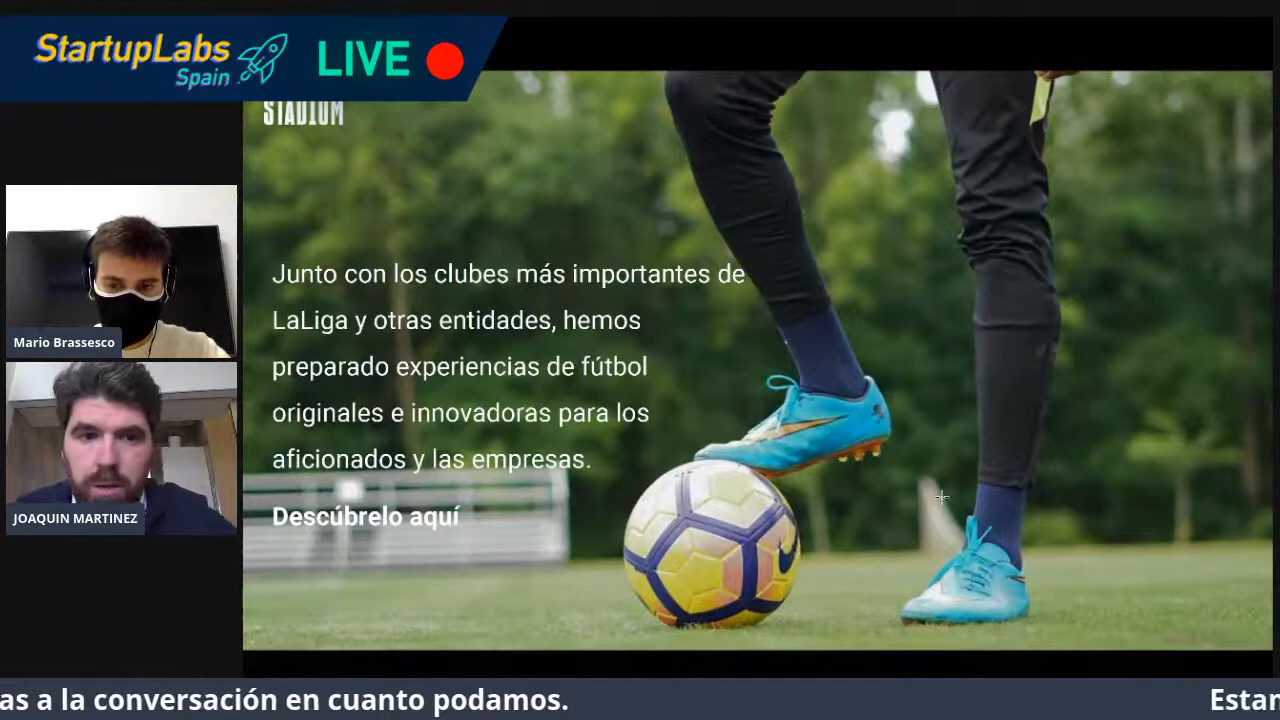 StartupLabs
Spain
LIVE
STADIUM
Mario Brassesco
JOAQUIN MARTINEZ
Junto con los clubes más importantes de
LaLiga y otras entidades, hemos
preparado experiencias de fútbol
originales e innovadoras para los
aficionados y las empresas.
Descúbrelo aquí
as a la conversación en cuanto podamos.
Estar